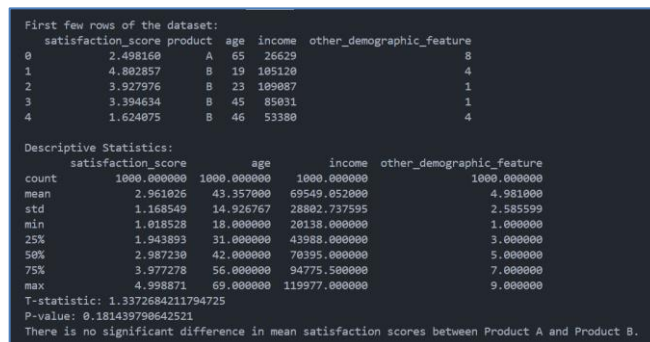 First few rows of the dataset:
satisfaction_score product age income other_demographic_feature
0 2.498160 A 65 26629 8
1 4.802857 B 19 105120 4
2 3.927976 B 23 109087 1
3 3.394634 B 45 85031 1
4 1.624075 B 46 53380 4
Descriptive Statistics:
satisfaction_score age income other_demographic_feature
count 1000.000000 1000.000000 1000.000000 1000.000000
mean 2.961026 43.357000 69549.052000 4.981000
std 1.168549 14.926767 28802.737595 2.585599
min 1.018528 18.000000 20138.000000 1.000000
25% 1.943893 31.000000 43988.000000 3.000000
50% 2.987230 42.000000 70395.000000 5.000000
75% 3.977278 56.000000 94775.500000 7.000000
max 4.998871 69.000000 119977.000000 9.000000
T-statistic: 1.3372684211794725
P-value: 0.181439790642521
There is no significant difference in mean satisfaction scores between Product A and Product B.